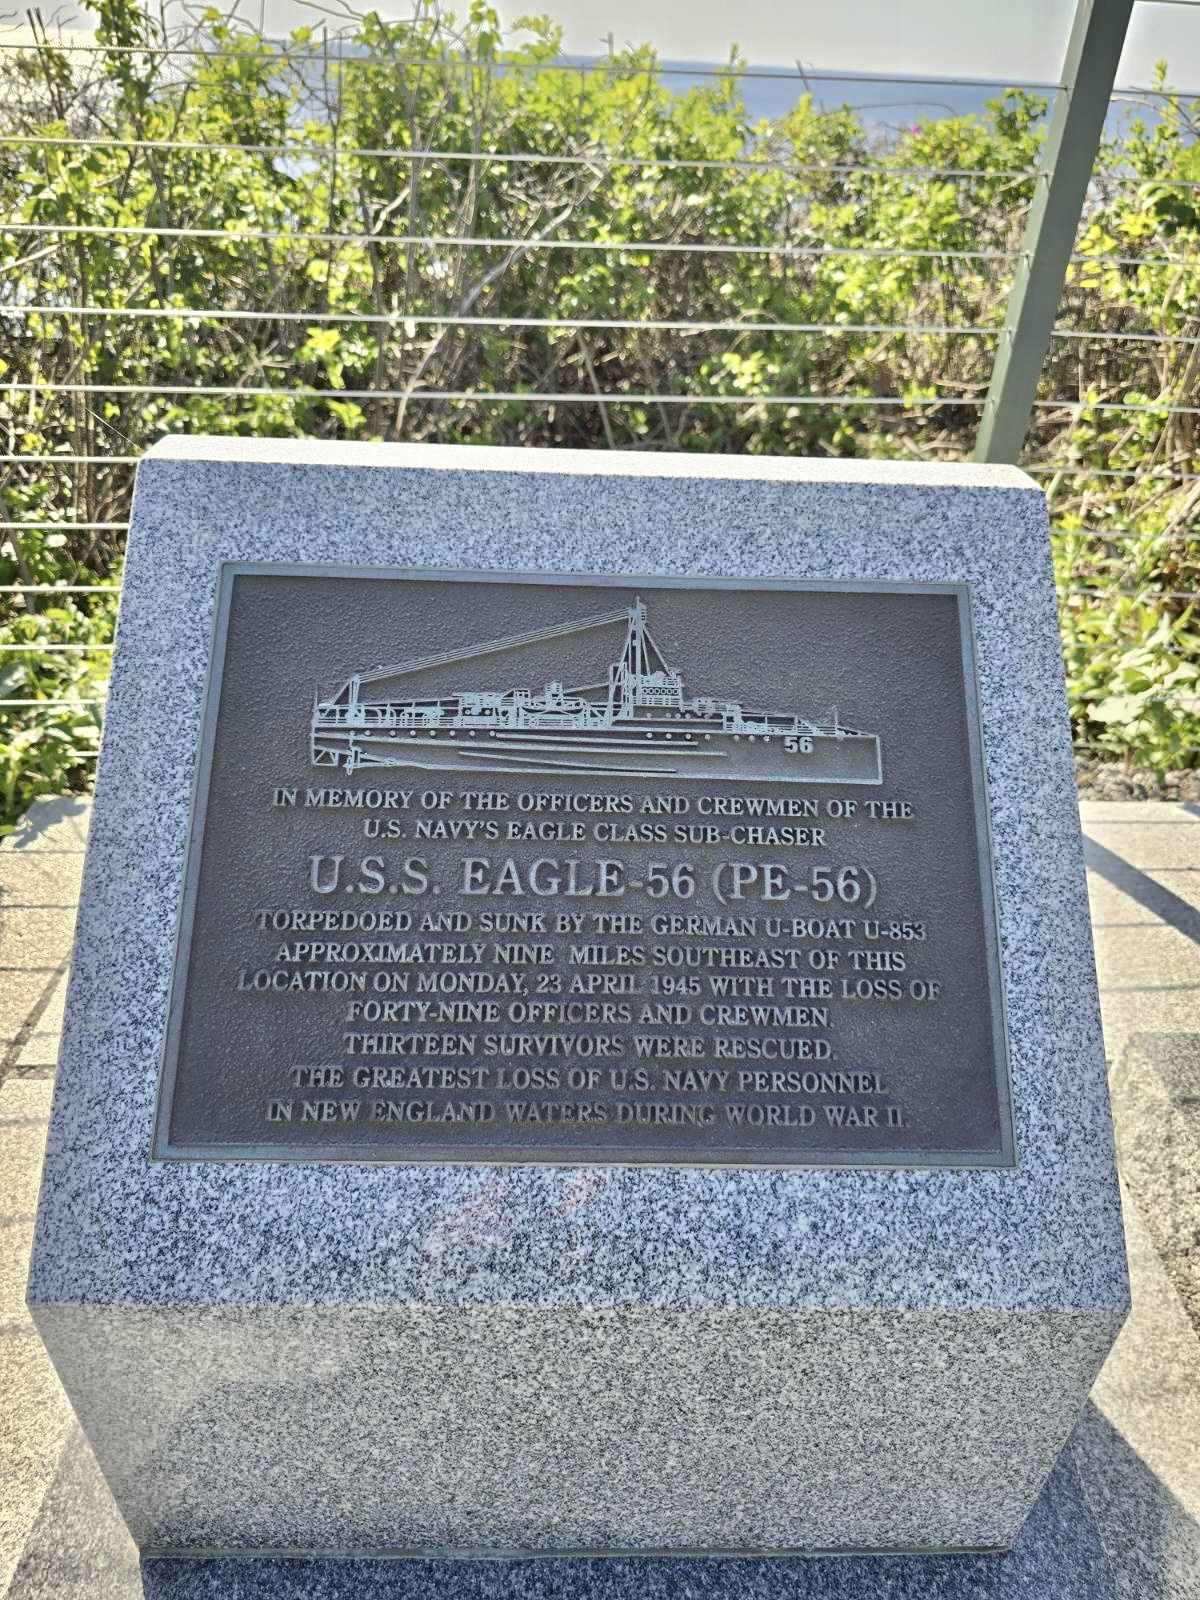 56
IN MEMORY OF THE OFFICERS AND CREWMEN OF THE
U.S. NAVY'S EAGLE CLASS SUB-CHASER
U.S.S. EAGLE-56 (PE-56)
TORPEDOED AND SUNK BY THE GERMAN U-BOAT U-853
APPROXIMATELY NINE MILES SOUTHEAST OF THIS
LOCATION ON MONDAY, 23 APRIL 1945 WITH THE LOSS OF
FORTY-NINE OFFICERS AND CREWMEN.
THIRTEEN SURVIVORS WERE RESCUED.
THE GREATEST LOSS OF U.S. NAVY PERSONNEL
IN NEW ENGLAND WATERS DURING WORLD WAR II.